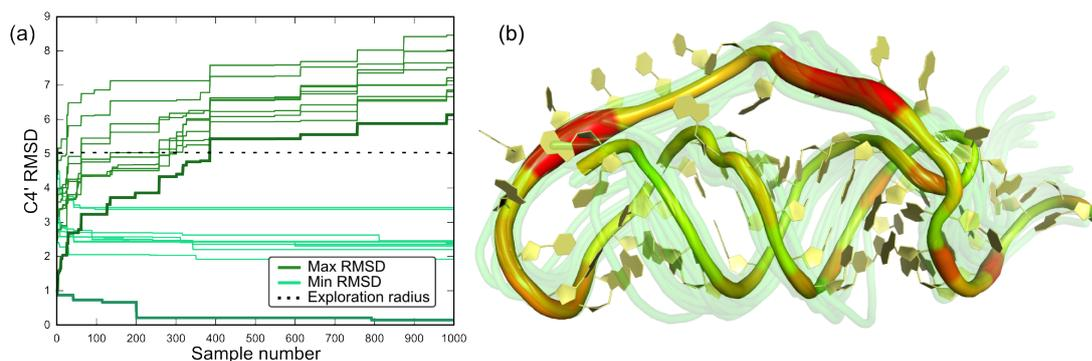 (a)
(b)
9
8
7
6
5
4
3
2
1
0
C4' RMSD
Max RMSD
Min RMSD
Exploration radius
0 100 200 300 400 500 600 700 800 900 1000
Sample number